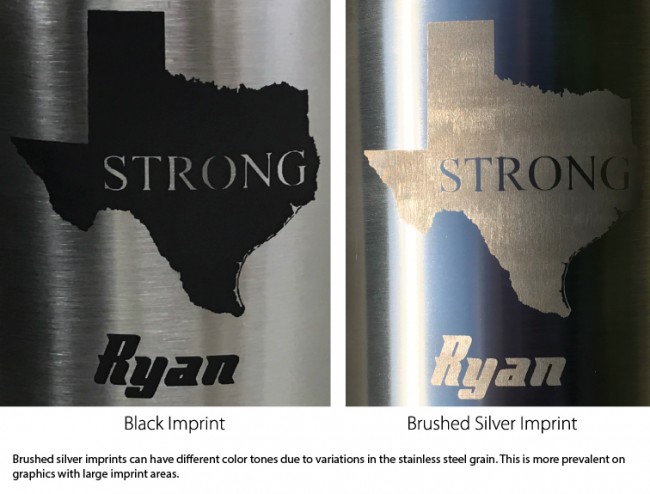 STRONG
Ryan
STRONG
Ryan
Black Imprint
Brushed Silver Imprint
Brushed silver imprints can have different color tones due to variations in the stainless steel grain. This is more prevalent on
graphics with large imprint areas.